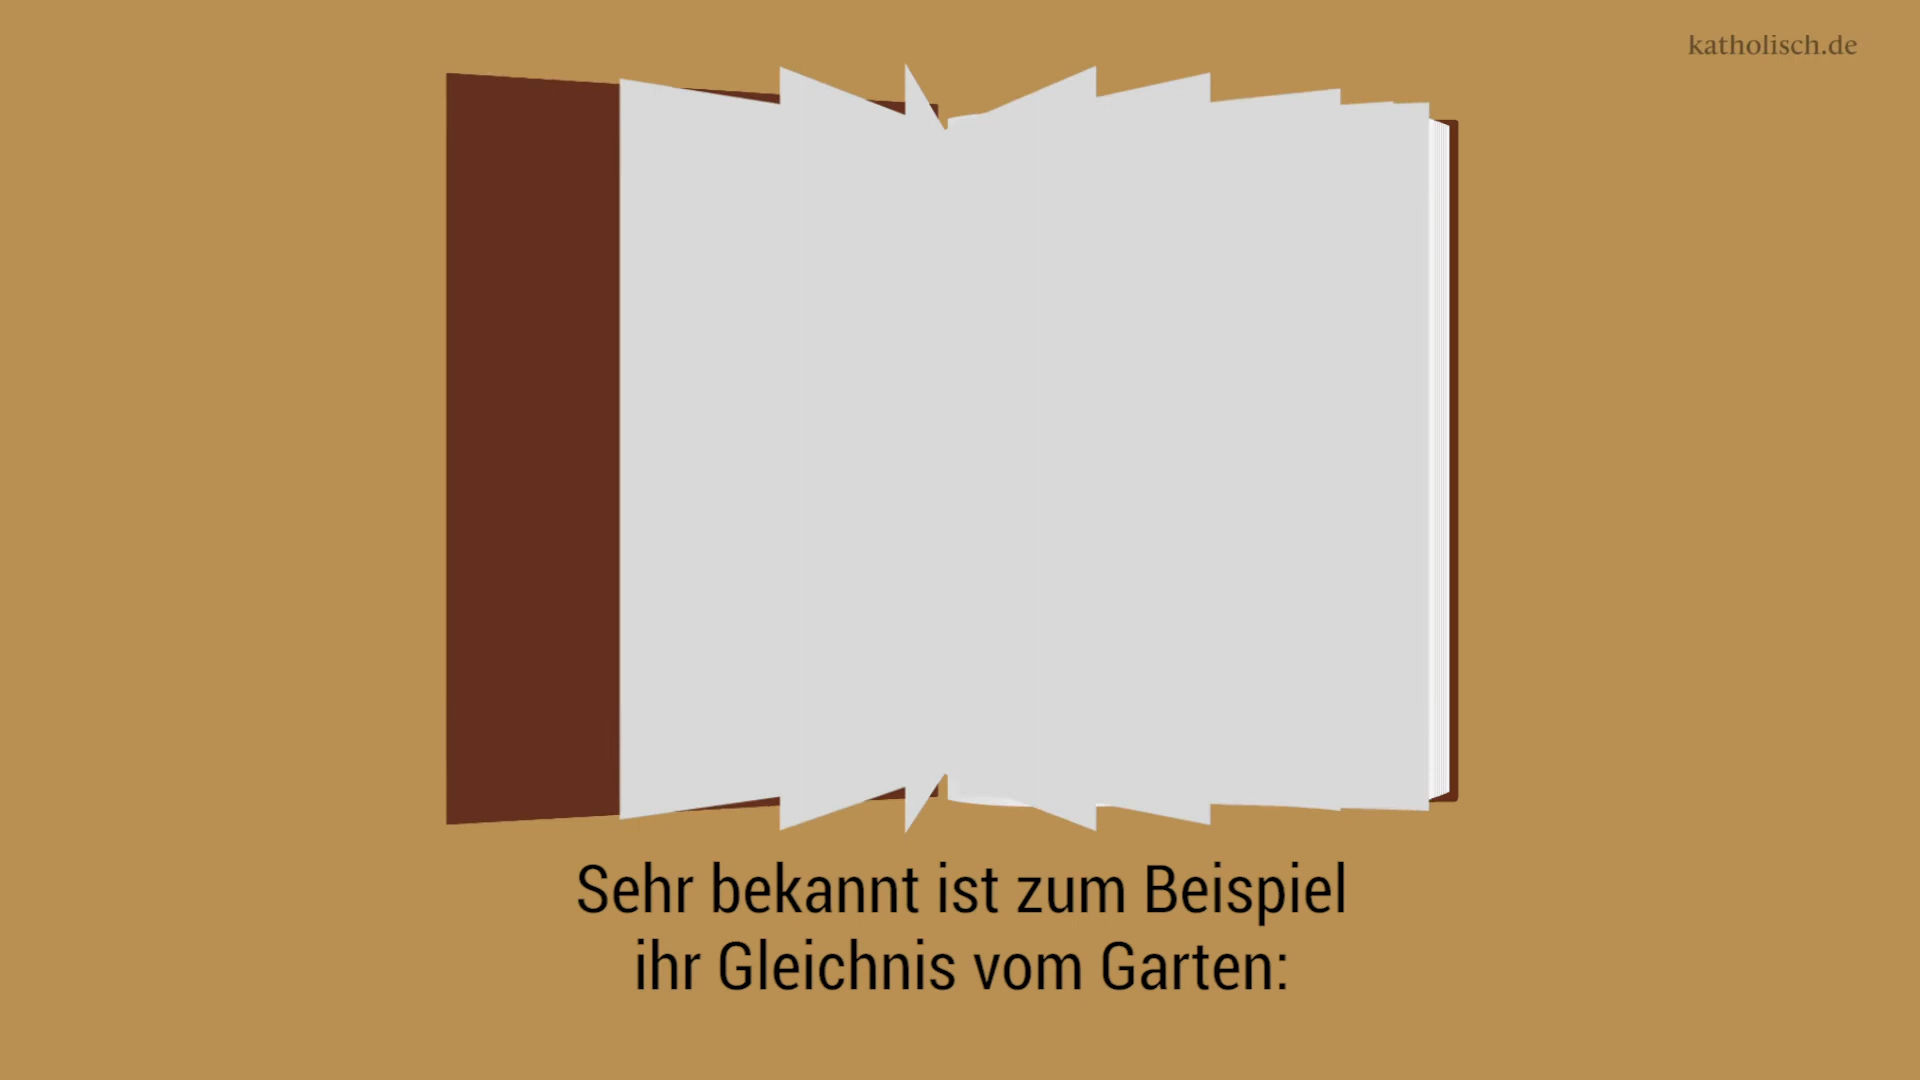 katholisch.de
Sehr bekannt ist zum Beispiel
ihr Gleichnis vom Garten: